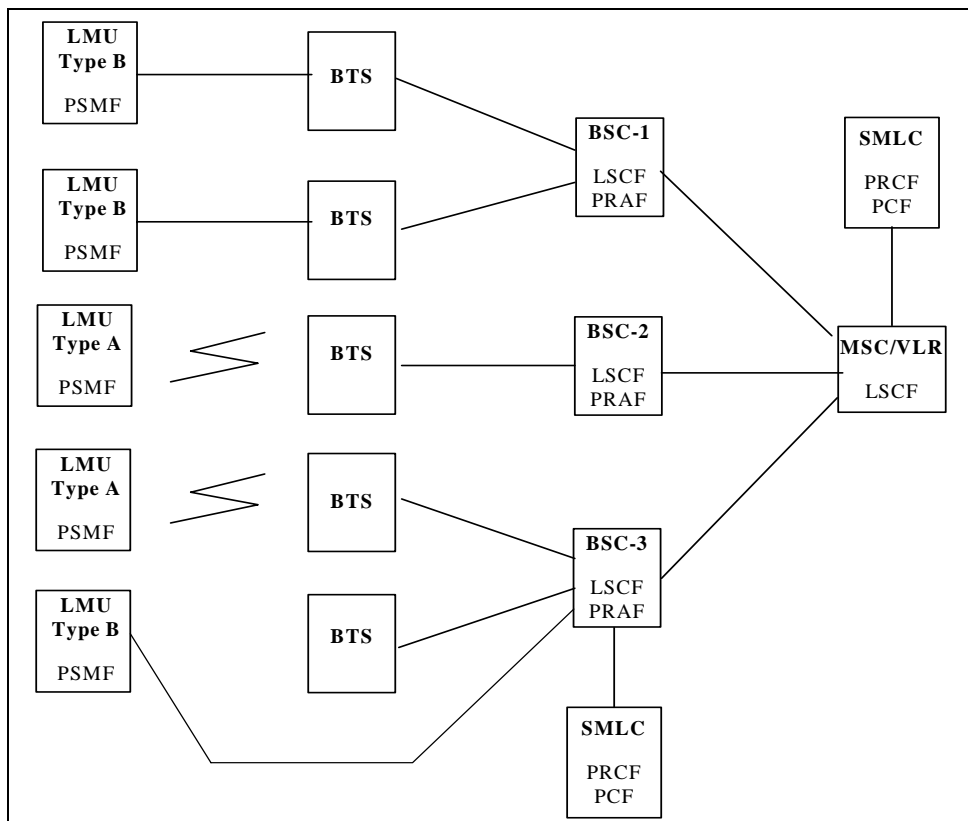 LMU
Type B
PSMF
BTS
BSC-1
LSCF
PRAF
SMLC
PRCF
PCF
LMU
Type B
PSMF
BTS
LMU
Type A
PSMF
BTS
BSC-2
LSCF
PRAF
MSC/VLR
LSCF
LMU
Type A
PSMF
BTS
BSC-3
LSCF
PRAF
LMU
Type B
PSMF
BTS
SMLC
PRCF
PCF